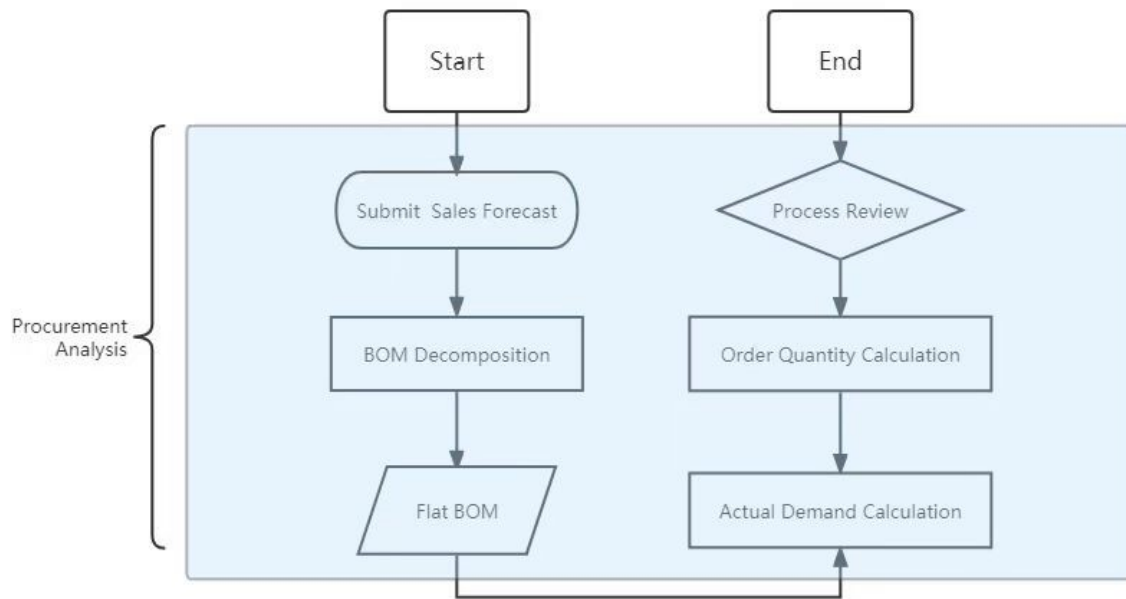 Start
End
Submit Sales Forecast
Process Review
Procurement
Analysis
BOM Decomposition
Order Quantity Calculation
Flat BOM
Actual Demand Calculation